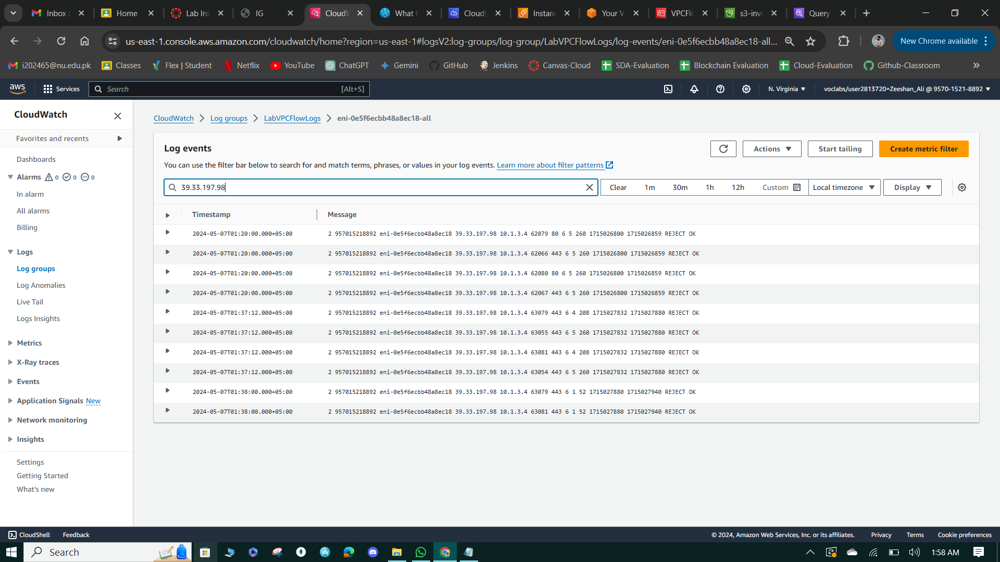 Inbox (
Home
Lab Ins
IG
CloudW
What I
Cloud9
Instanc
Your V
VPCFlo
s3-inve
Query
us-east-1.console.aws.amazon.com/cloudwatch/home?region=us-east-1#logsV2:log-groups/log-group/LabVPCFlowLogs/log-events/eni-0e5f6ecbb48a8ec18-all...
New Chrome available
i202465@nu.edu.pk
Classes
Flex | Student
Netflix
YouTube
ChatGPT
Gemini
GitHub
Jenkins
Canvas-Cloud
SDA-Evaluation
Blockchain Evaluation
Cloud-Evaluation
Github-Classroom
aws
Services
Search
[Alt+S]
N. Virginia
voclabs/user2813720=Zeeshan_Ali @ 9570-1521-8892
CloudWatch
Favorites and recents
Dashboards
Alarms 0 0 0
In alarm
All alarms
Billing
Logs
Log groups
Log Anomalies
Live Tail
Logs Insights
Metrics
X-Ray traces
Events
Application Signals New
Network monitoring
Insights
Settings
Getting Started
What's new
CloudWatch
Log groups
LabVPCFlowLogs
eni-0e5f6ecbb48a8ec18-all
Log events
Actions
Start tailing
Create metric filter
You can use the filter bar below to search for and match terms, phrases, or values in your log events. Learn more about filter patterns
39.33.197.98
Clear
1m
30m
1h
12h
Custom
Local timezone
Display
Timestamp
Message
2024-05-07T01:20:00.000+05:00 2 957015218892 eni-0e5f6ecbb48a8ec18 39.33.197.98 10.1.3.4 62079 80 6 5 260 1715026800 1715026859 REJECT OK
2024-05-07T01:20:00.000+05:00 2 957015218892 eni-0e5f6ecbb48a8ec18 39.33.197.98 10.1.3.4 62066 443 6 5 260 1715026800 1715026859 REJECT OK
2024-05-07T01:20:00.000+05:00 2 957015218892 eni-0e5f6ecbb48a8ec18 39.33.197.98 10.1.3.4 62080 80 6 5 260 1715026800 1715026859 REJECT OK
2024-05-07T01:20:00.000+05:00 2 957015218892 eni-0e5f6ecbb48a8ec18 39.33.197.98 10.1.3.4 62067 443 6 5 260 1715026800 1715026859 REJECT OK
2024-05-07T01:37:12.000+05:00 2 957015218892 eni-0e5f6ecbb48a8ec18 39.33.197.98 10.1.3.4 63079 443 6 4 208 1715027832 1715027880 REJECT OK
2024-05-07T01:37:12.000+05:00 2 957015218892 eni-0e5f6ecbb48a8ec18 39.33.197.98 10.1.3.4 63055 443 6 5 260 1715027832 1715027880 REJECT OK
2024-05-07T01:37:12.000+05:00 2 957015218892 eni-0e5f6ecbb48a8ec18 39.33.197.98 10.1.3.4 63081 443 6 4 208 1715027832 1715027880 REJECT OK
2024-05-07T01:37:12.000+05:00 2 957015218892 eni-0e5f6ecbb48a8ec18 39.33.197.98 10.1.3.4 63054 443 6 5 260 1715027832 1715027880 REJECT OK
2024-05-07T01:38:00.000+05:00 2 957015218892 eni-0e5f6ecbb48a8ec18 39.33.197.98 10.1.3.4 63079 443 6 1 52 1715027880 1715027940 REJECT OK
2024-05-07T01:38:00.000+05:00 2 957015218892 eni-0e5f6ecbb48a8ec18 39.33.197.98 10.1.3.4 63081 443 6 1 52 1715027880 1715027940 REJECT OK
CloudShell
Feedback
© 2024, Amazon Web Services, Inc. or its affiliates.
Privacy
Terms
Cookie preferences
Search
1:58 AM